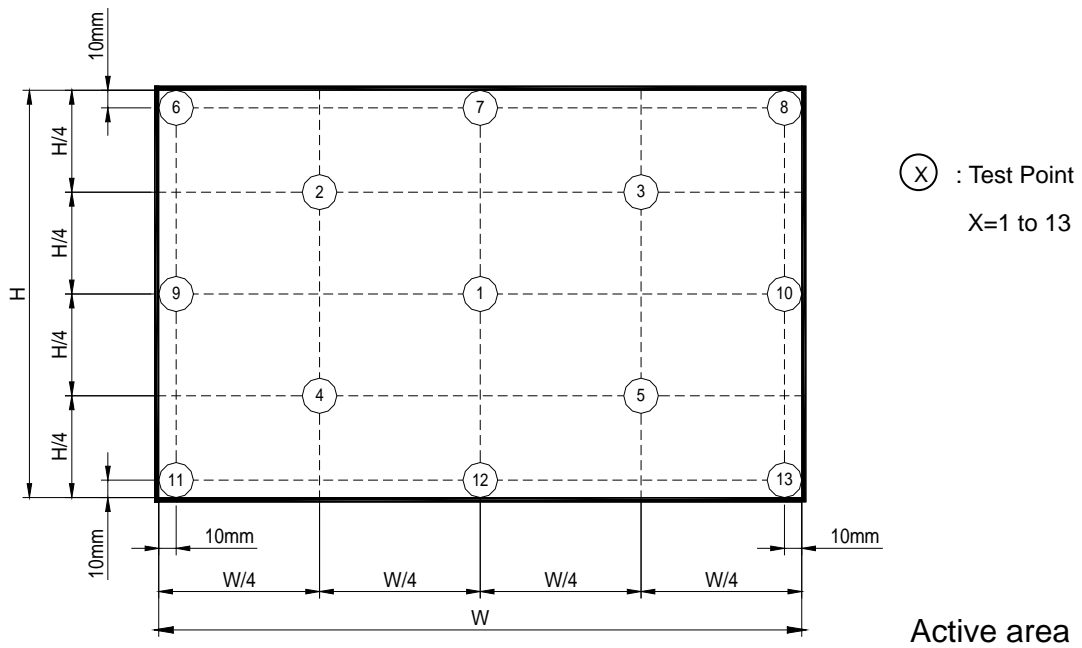 10mm
6 7 8
H/4
2 3
X : Test Point
X=1 to 13
H/4
H
9 1 10
H/4
4 5
H/4
11 12 13
10mm
10mm 10mm
W/4 W/4 W/4 W/4
W
Active area